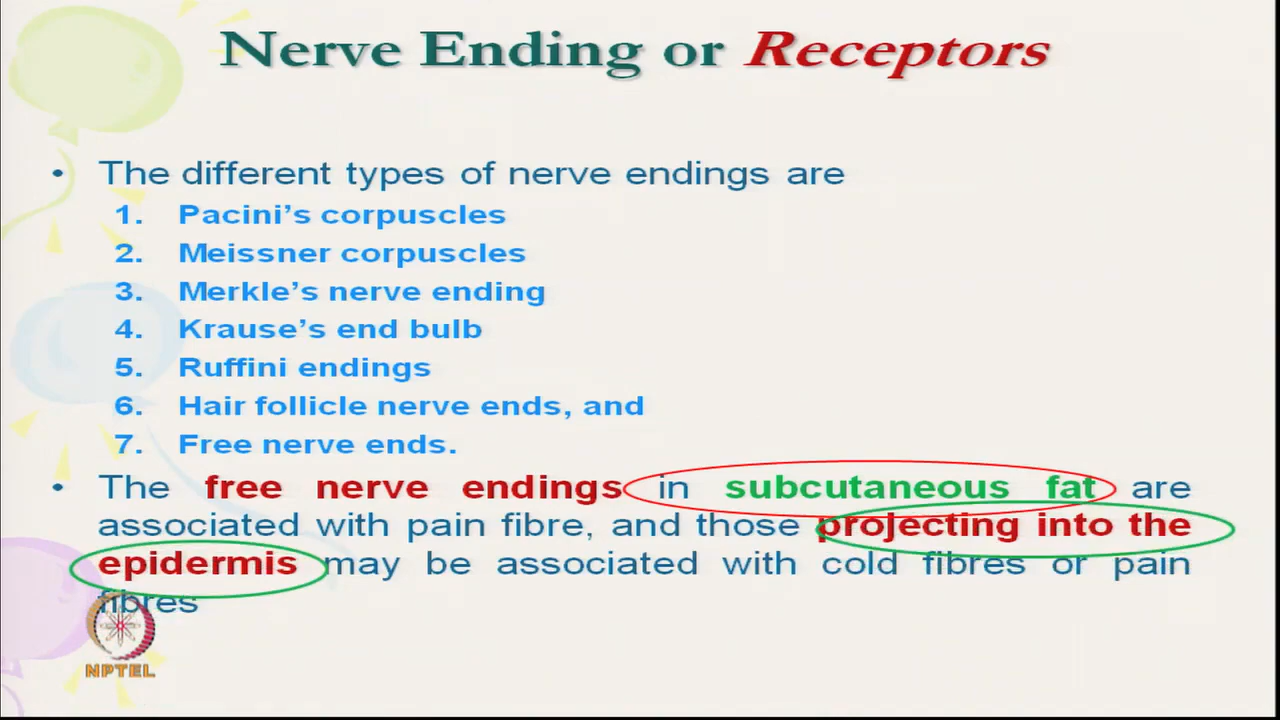 Nerve Ending or Receptors
• The different types of nerve endings are
1. Pacini's corpuscles
2. Meissner corpuscles
3. Merkle's nerve ending
4. Krause's end bulb
5. Ruffini endings
6. Hair follicle nerve ends, and
7. Free nerve ends.
• The free nerve endings in subcutaneous fat are
associated with pain fibre, and those projecting into the
epidermis may be associated with cold fibres or pain
fibres
NPTEL